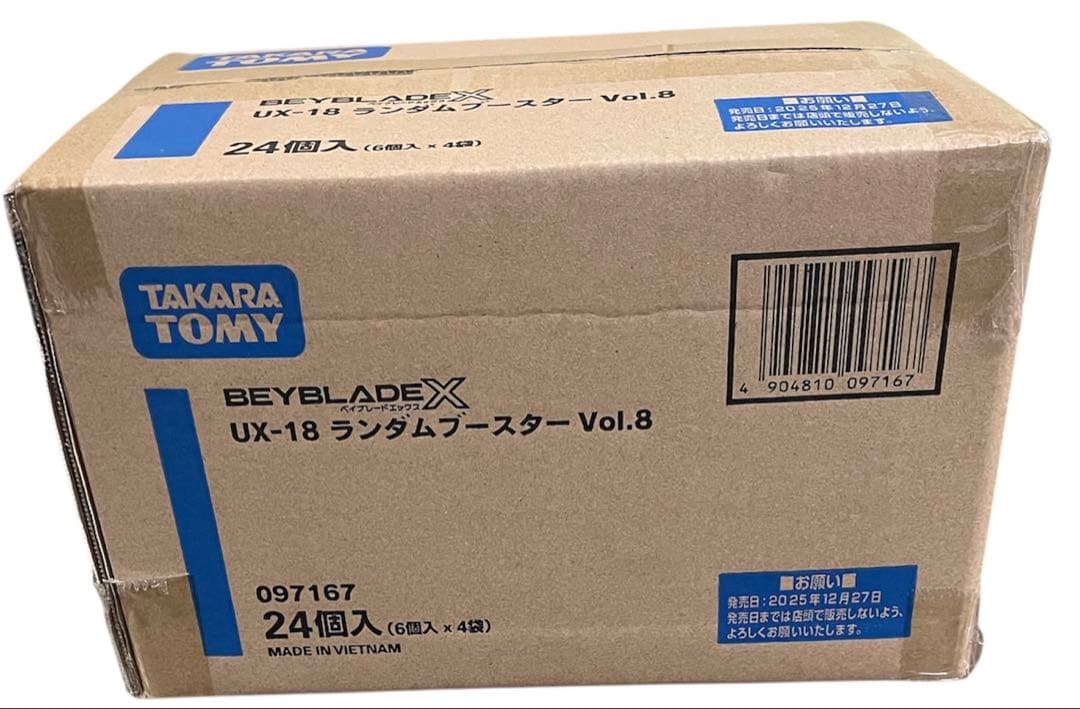 TAKARA
TOMY
BEYBLADE X
UX-18 ランダムブースター Vol.8
24個入 (6個入×4袋)
■お願い■
発売日:2025年12月27日
発売日までは店頭で販売しないよう、
よろしくお願いいたします。
TAKARA
TOMY
BEYBLADE X
ベイブレードエックス
UX-18 ランダムブースター Vol.8
4 904810 097167
097167
24個入 (6個入×4袋)
MADE IN VIETNAM
■お願い■
発売日:2025年12月27日
発売日までは店頭で販売しないよう、
よろしくお願いいたします。